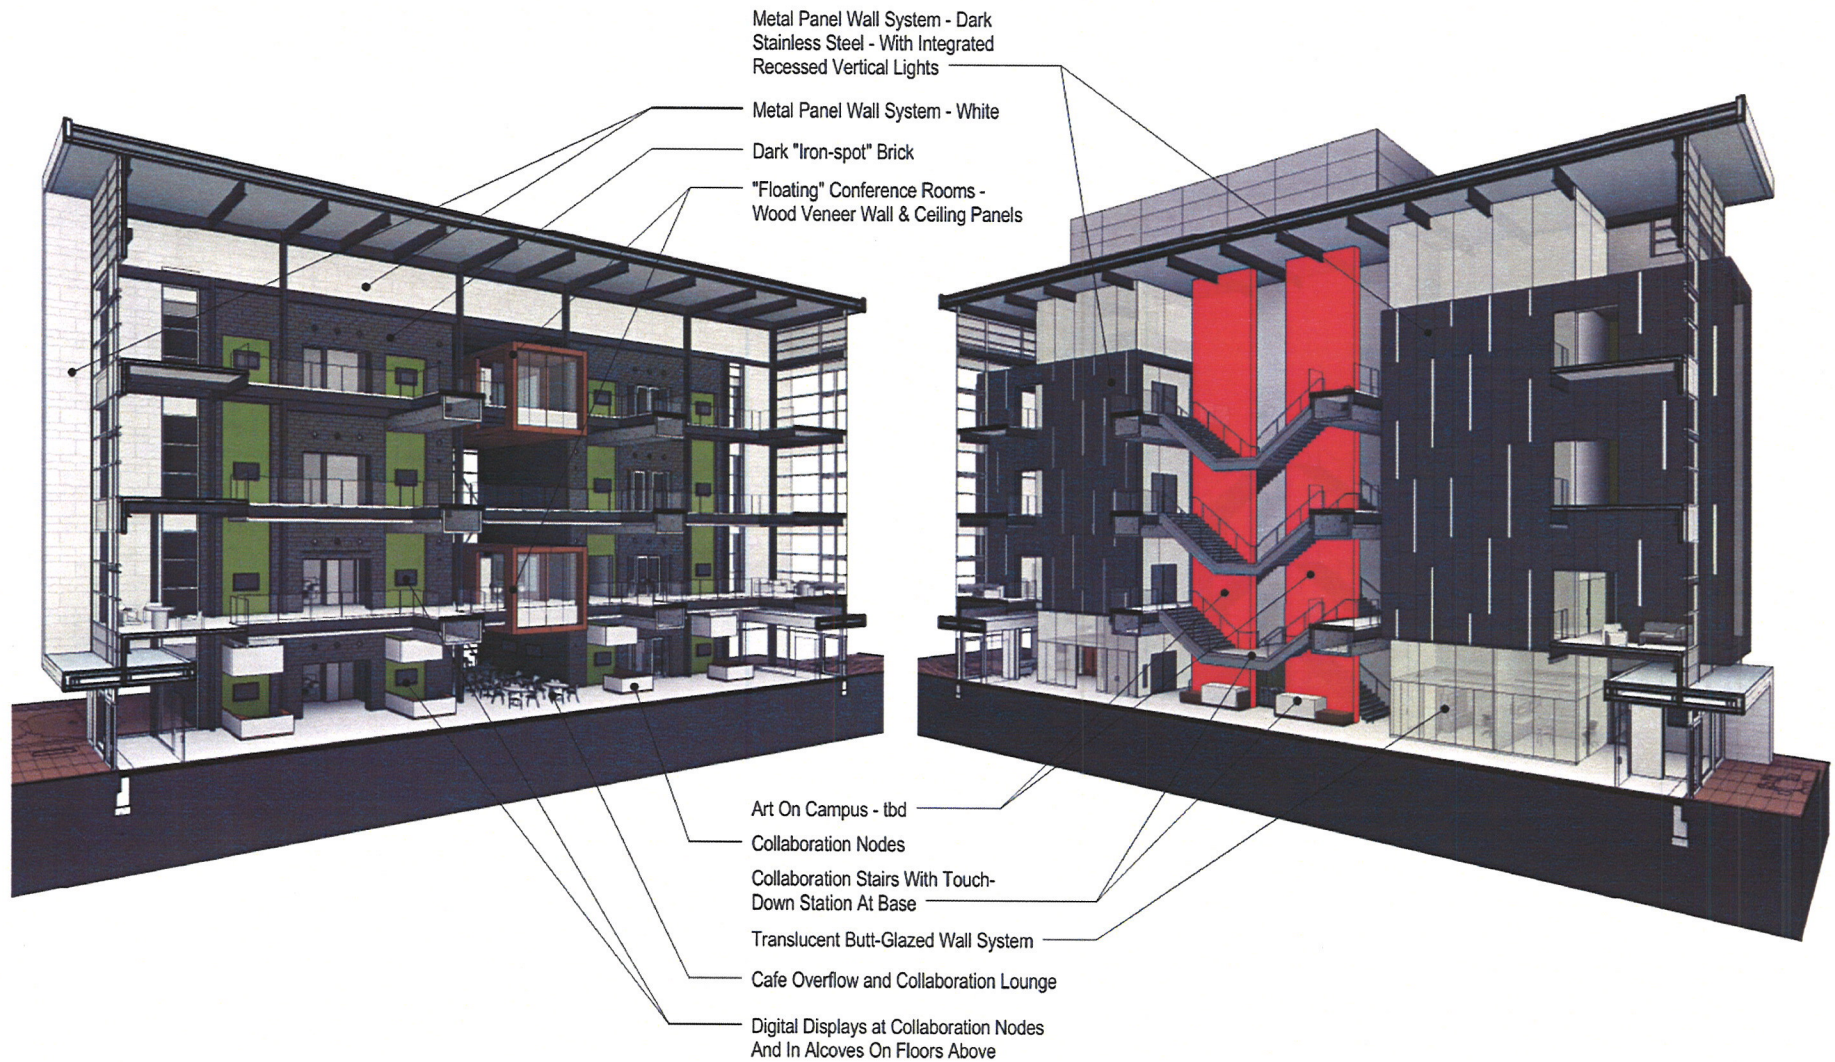 Metal Panel Wall System - Dark
Stainless Steel - With Integrated
Recessed Vertical Lights
Metal Panel Wall System - White
Dark "Iron-spot" Brick
"Floating" Conference Rooms -
Wood Veneer Wall & Ceiling Panels
Art On Campus - tbd
Collaboration Nodes
Collaboration Stairs With Touch-
Down Station At Base
Translucent Butt-Glazed Wall System
Cafe Overflow and Collaboration Lounge
Digital Displays at Collaboration Nodes
And In Alcoves On Floors Above